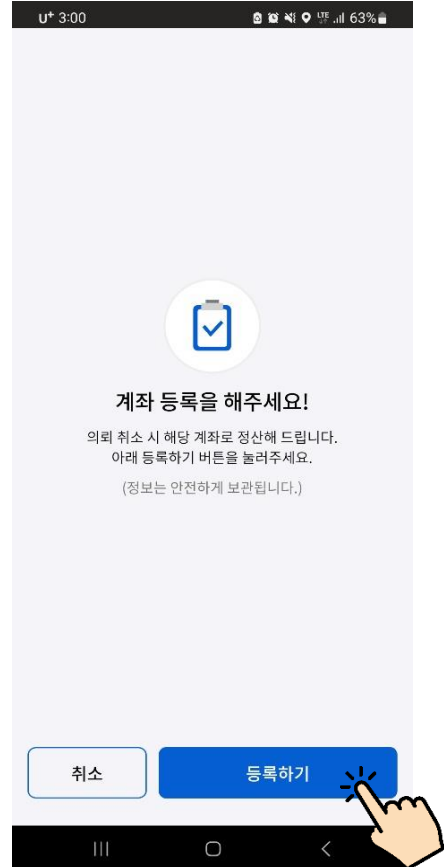 U+ 3:00 LTE 63%
계좌 등록을 해주세요!
의뢰 취소 시 해당 계좌로 정산해 드립니다.
아래 등록하기 버튼을 눌러주세요.
(정보는 안전하게 보관됩니다.)
취소 등록하기